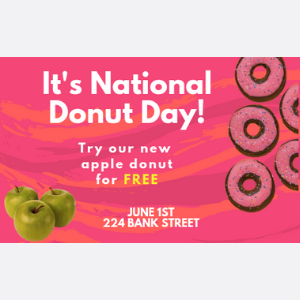 It's National
Donut Day!
Try our new
apple donut
for FREE
JUNE 1ST
224 BANK STREET